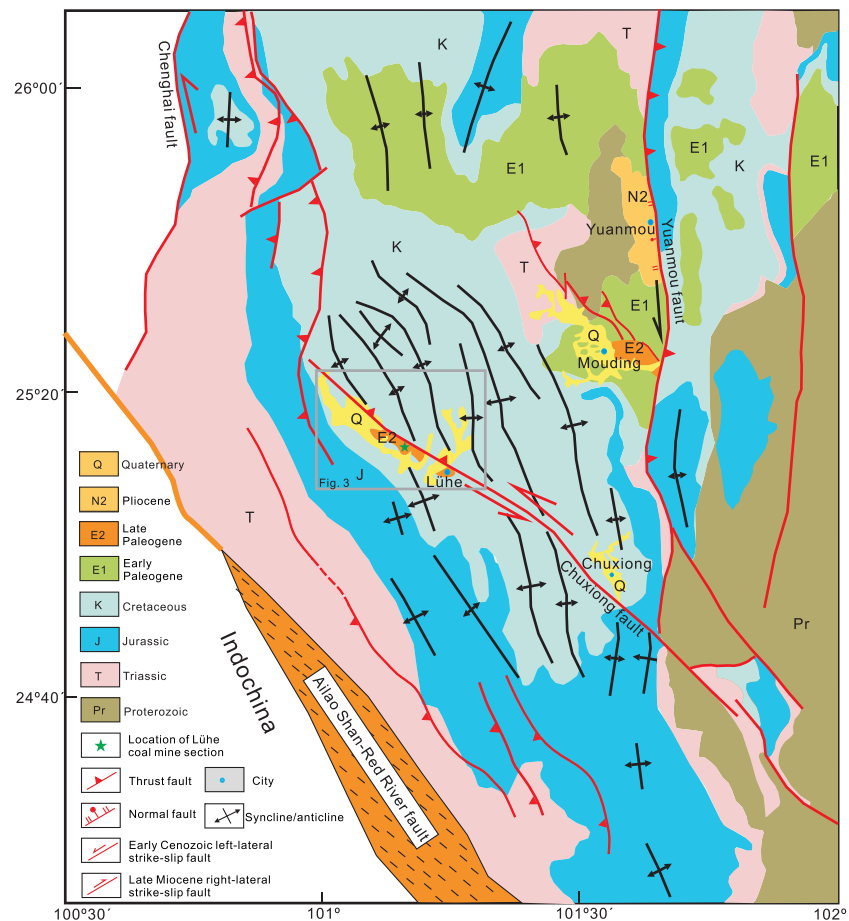 26°00´
25°20´
24°40´
100°30´
101°
101°30´
102°
Chenghai fault
K
T
E1
E1
K
E1
N2
Yuanmou
Yuanmou fault
K
T
E1
Q
E2
Mouding
Q
E2
J
Lühe
Fig. 3
T
Chuxiong
Q
Chuxiong fault
Pr
Indochina
Ailao Shan-Red River fault
Q Quaternary
N2 Pliocene
E2 Late
Paleogene
E1 Early
Paleogene
K Cretaceous
J Jurassic
T Triassic
Pr Proterozoic
Location of Lühe
coal mine section
Thrust fault
City
Normal fault
Syncline/anticline
Early Cenozoic left-lateral
strike-slip fault
Late Miocene right-lateral
strike-slip fault